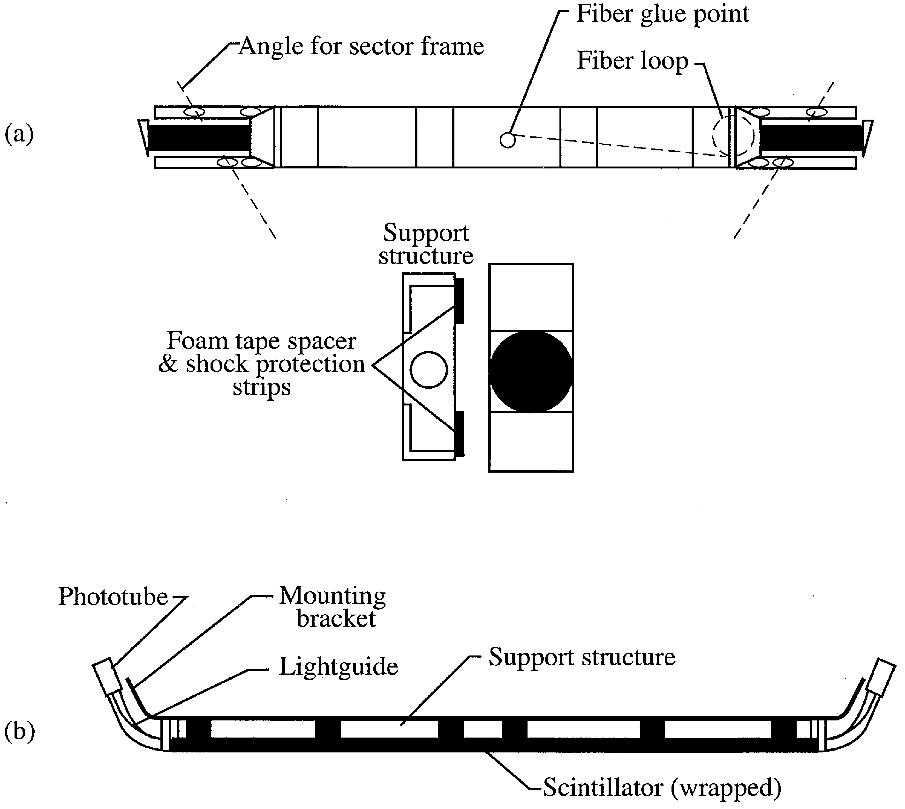 Fiber glue point
Angle for sector frame
Fiber loop
(a)
Support
structure
Foam tape spacer
& shock protection
strips
Phototube
Mounting
bracket
Lightguide
Support structure
(b)
Scintillator (wrapped)